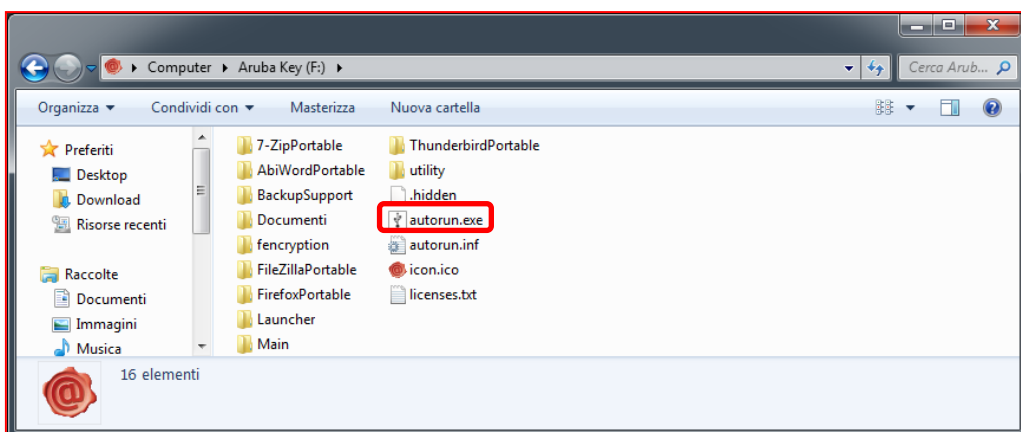 Computer ▸ Aruba Key (F:) ▸
Cerca Arub...
Organizza ▾ Condividi con ▾ Masterizza Nuova cartella
Preferiti
Desktop
Download
Risorse recenti
Raccolte
Documenti
Immagini
Musica
7-ZipPortable
AbiWordPortable
BackupSupport
Documenti
fencryption
FileZillaPortable
FirefoxPortable
Launcher
Main
ThunderbirdPortable
utility
.hidden
autorun.exe
autorun.inf
icon.ico
licenses.txt
16 elementi